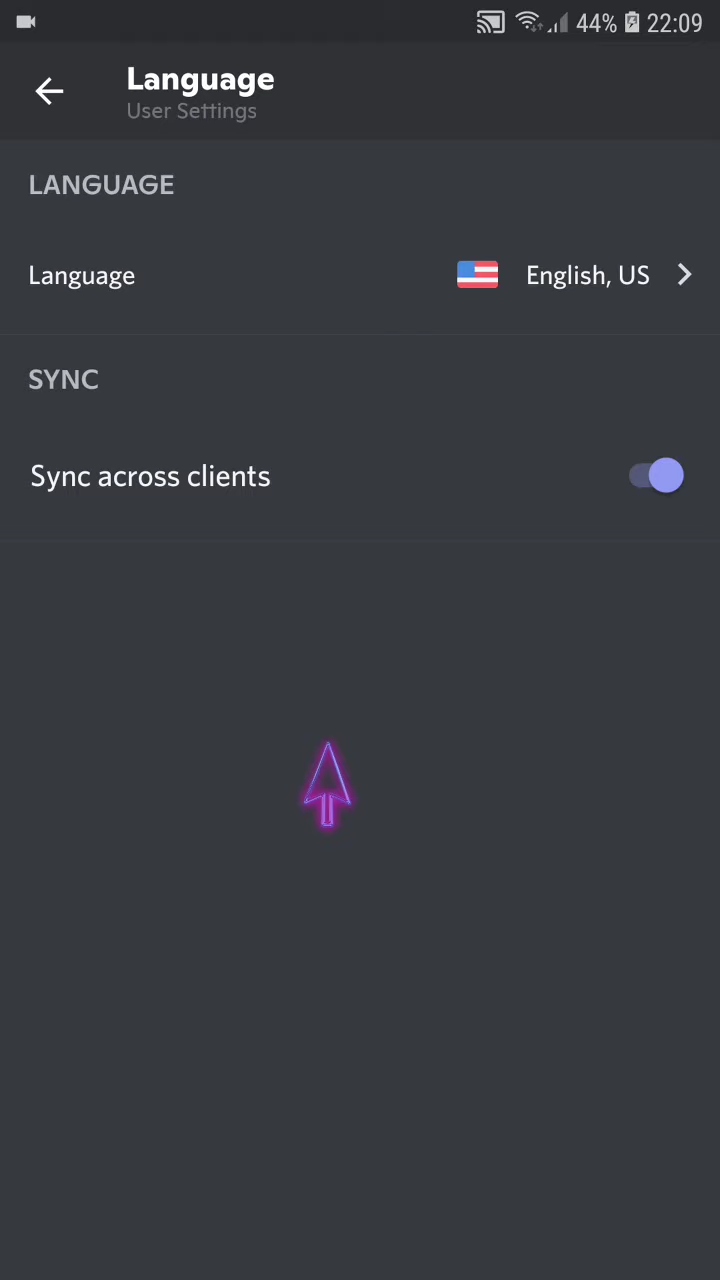 44% 22:09
Language
User Settings
LANGUAGE
Language English, US
SYNC
Sync across clients